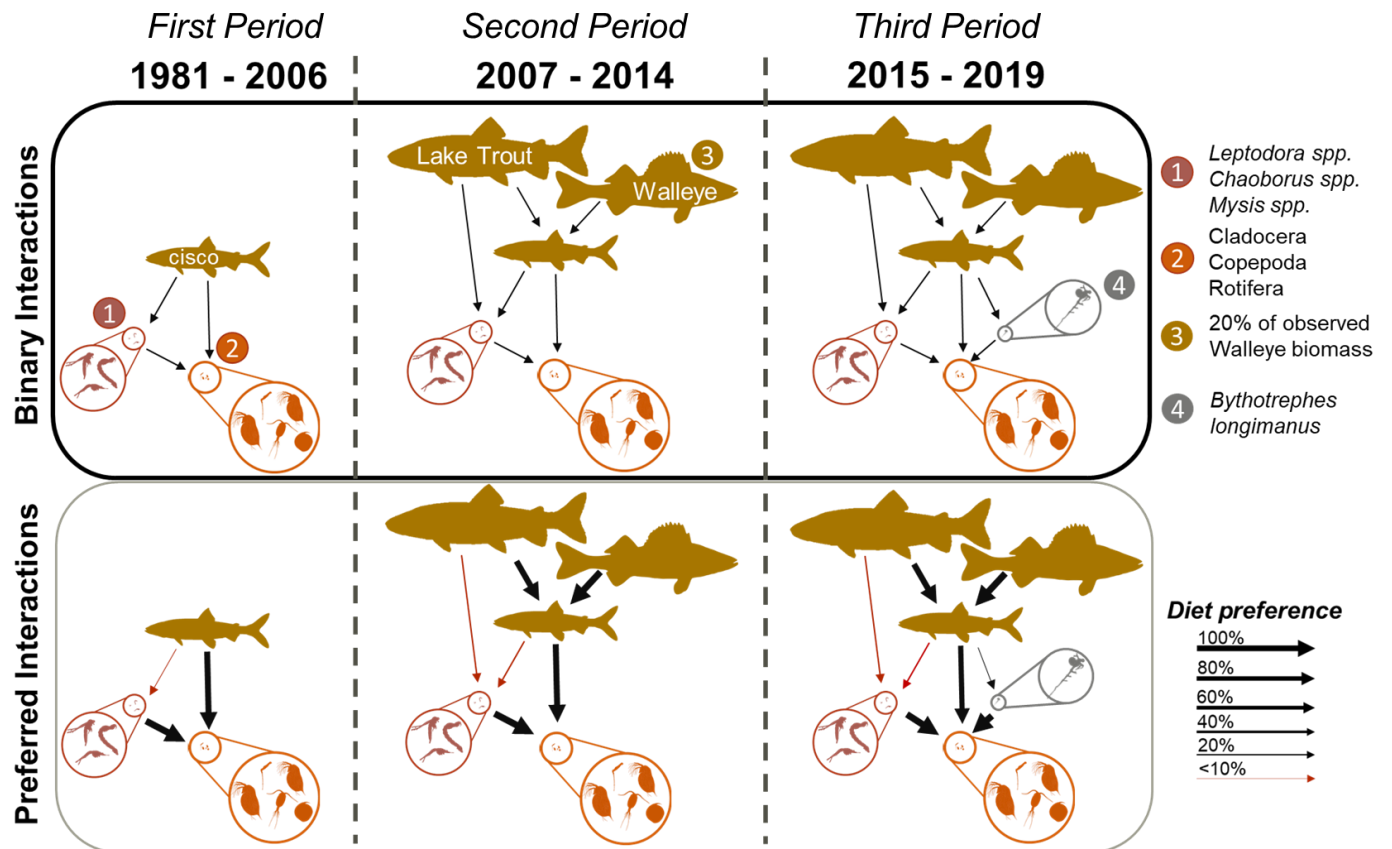 First Period
Second Period
Third Period
1981 - 2006
2007 - 2014
2015 - 2019
Binary Interactions
Lake Trout
3
Walleye
cisco
1
2
4
1
Leptodora spp.
Chaoborus spp.
Mysis spp.
2
Cladocera
Copepoda
Rotifera
3
20% of observed
Walleye biomass
4
Bythotrephes
longimanus
Preferred Interactions
Diet preference
100%
80%
60%
40%
20%
<10%